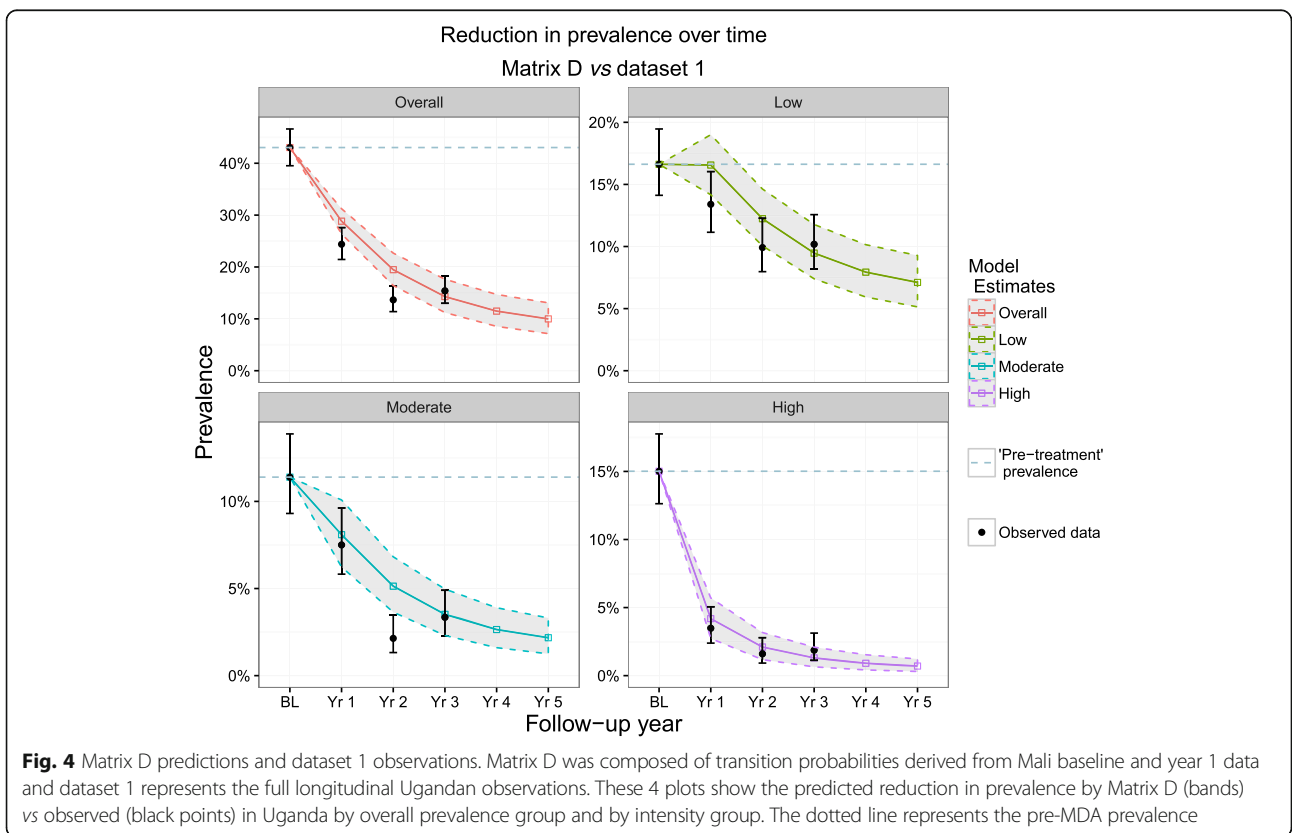 Reduction in prevalence over time
Matrix D vs dataset 1
Overall
Low
40%
30%
20%
10%
0%
20%
15%
10%
5%
0%
Moderate
High
10%
5%
0%
15%
10%
5%
0%
Prevalence
BL Yr 1 Yr 2 Yr 3 Yr 4 Yr 5
BL Yr 1 Yr 2 Yr 3 Yr 4 Yr 5
Follow−up year
Model
Estimates
Overall
Low
Moderate
High
'Pre−treatment'
prevalence
Observed data
Fig. 4 Matrix D predictions and dataset 1 observations. Matrix D was composed of transition probabilities derived from Mali baseline and year 1 data
and dataset 1 represents the full longitudinal Ugandan observations. These 4 plots show the predicted reduction in prevalence by Matrix D (bands)
vs observed (black points) in Uganda by overall prevalence group and by intensity group. The dotted line represents the pre-MDA prevalence